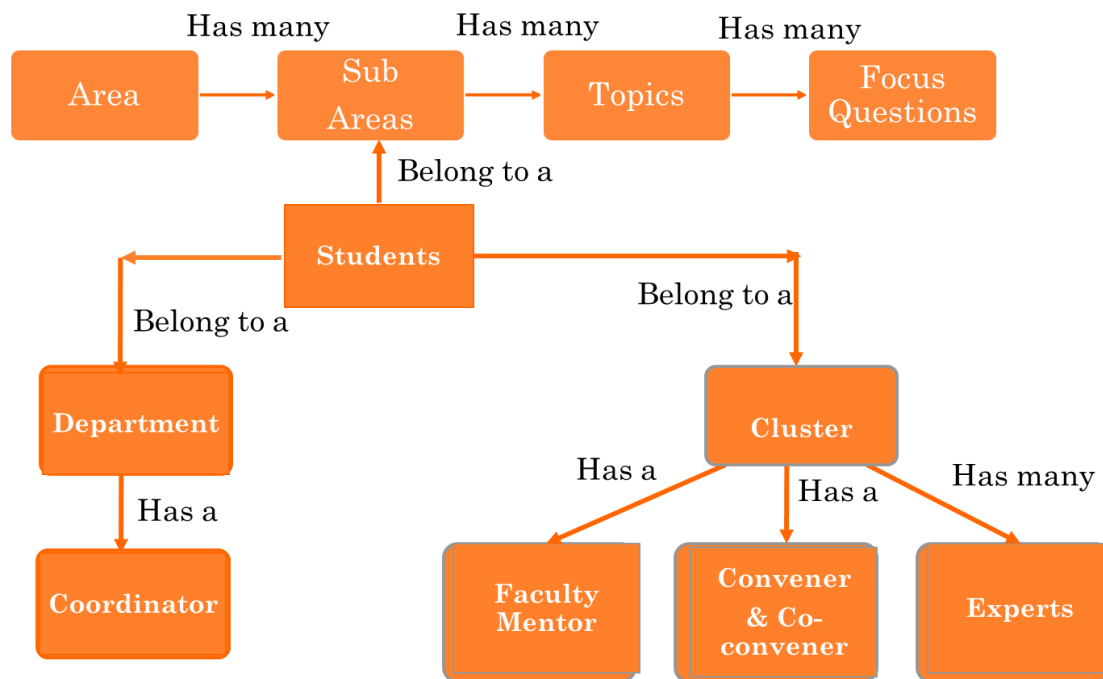 Has many
Has many
Has many
Area
Sub
Areas
Topics
Focus
Questions
Belong to a
Students
Belong to a
Belong to a
Department
Cluster
Has a
Has a
Has a
Has many
Coordinator
Faculty
Mentor
Convener
& Co-
convener
Experts